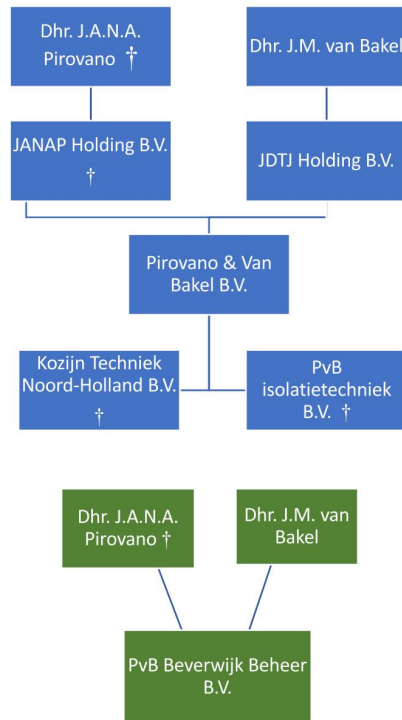 Dhr. J.A.N.A.
Pirovano †
Dhr. J.M. van Bakel
JANAP Holding B.V.
†
JDTJ Holding B.V.
Pirovano & Van
Bakel B.V.
Kozijn Techniek
Noord-Holland B.V.
†
PvB
isolatietechniek
B.V. †
Dhr. J.A.N.A.
Pirovano †
Dhr. J.M. van
Bakel
PvB Beverwijk Beheer
B.V.